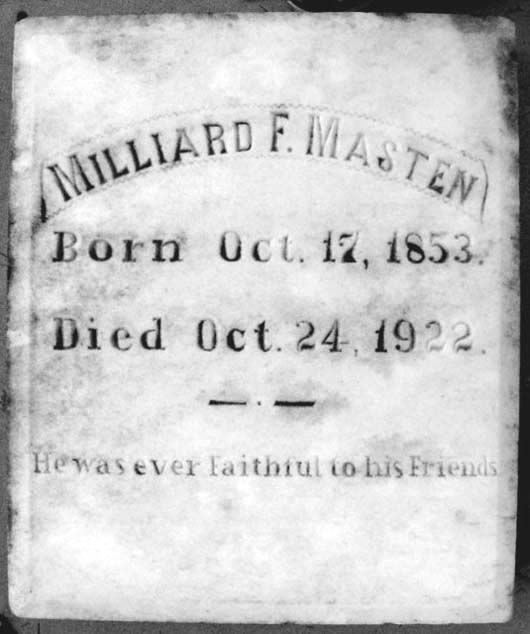 MILLIARD F. MASTEN
Born Oct. 17, 1853.
Died Oct. 24, 1922.
He was ever Faithful to his Friends